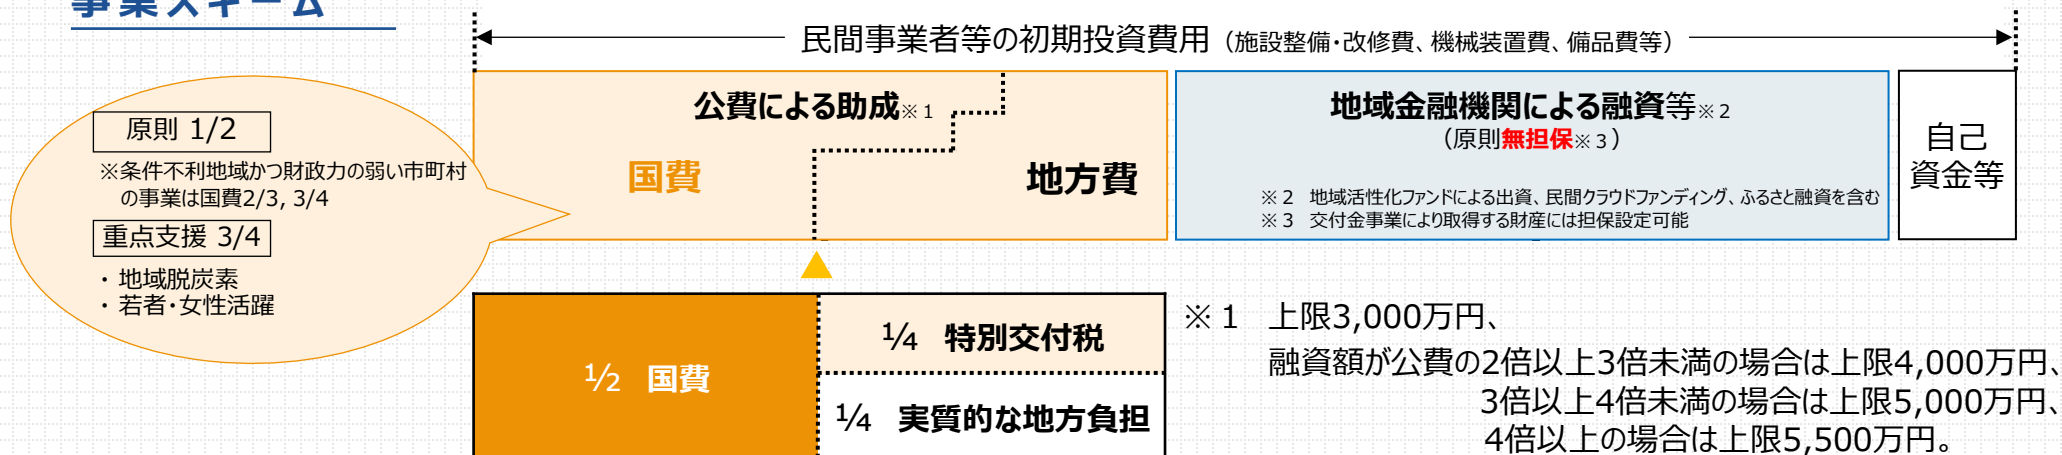 事業スキーム
民間事業者等の初期投資費用（施設整備・改修費、機械装置費、備品費等）
原則 1/2
※条件不利地域かつ財政力の弱い市町村
の事業は国費2/3, 3/4
重点支援 3/4
・ 地域脱炭素
・ 若者・女性活躍
公費による助成※１
国費
地方費
地域金融機関による融資等※２
（原則無担保※３）
※２ 地域活性化ファンドによる出資、民間クラウドファンディング、ふるさと融資を含む
※３ 交付金事業により取得する財産には担保設定可能
自己
資金等
½ 国費
¼ 特別交付税
¼ 実質的な地方負担
※１ 上限3,000万円、
融資額が公費の2倍以上3倍未満の場合は上限4,000万円、
3倍以上4倍未満の場合は上限5,000万円、
4倍以上の場合は上限5,500万円。